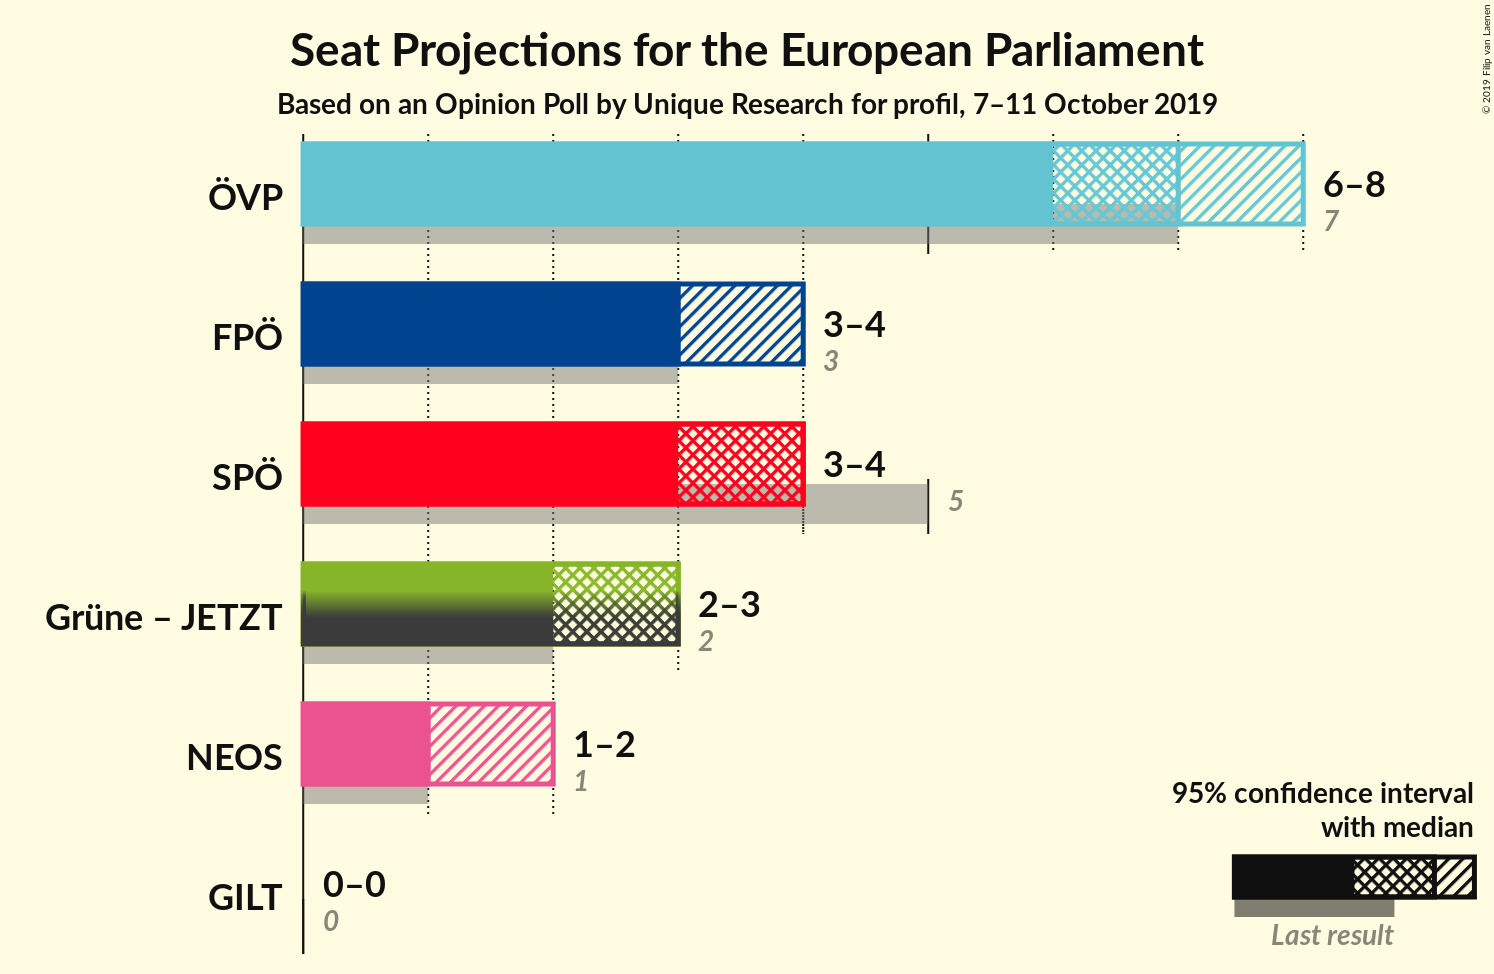 Seat Projections for the European Parliament
Based on an Opinion Poll by Unique Research for profil, 7–11 October 2019
© 2019 Filip van Laenen
ÖVP
6–8
7
FPÖ
3–4
3
SPÖ
3–4
5
Grüne – JETZT
2–3
2
NEOS
1–2
1
GILT
0–0
0
95% confidence interval
with median
Last result